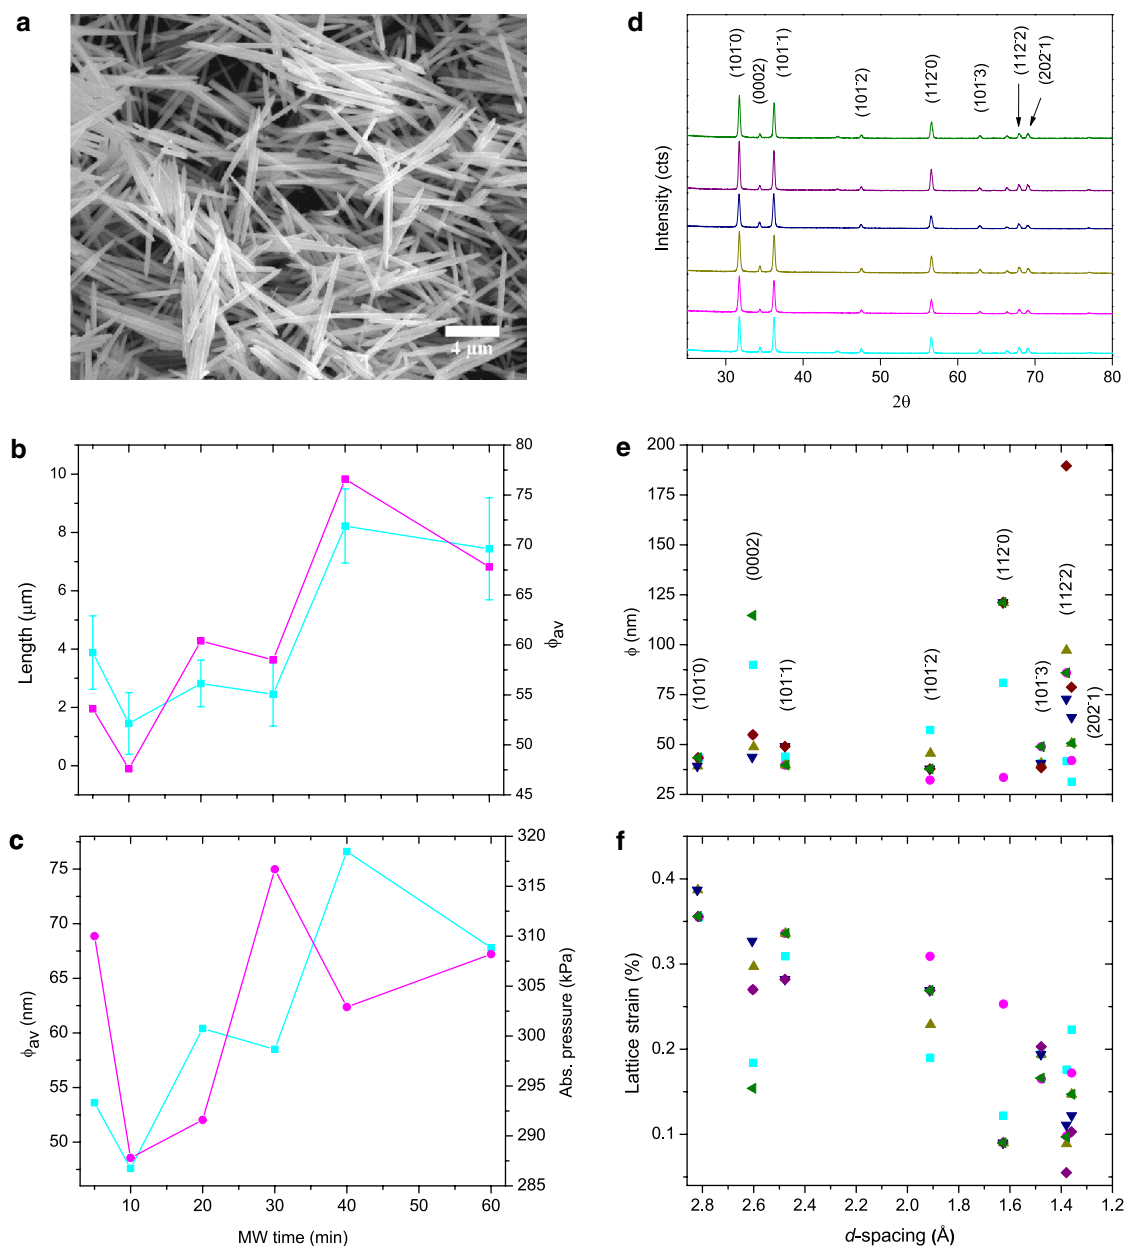 a
4 μm
d
(101̄0)
(0002)
(101̄1)
(101̄2)
(112̄0)
(101̄3)
(112̄2)
(202̄1)
Intensity (cts)
30 40 50 60 70 80
2θ
b
Length (μm)
10
8
6
4
2
0
80
75
70
65
60
55
50
45
ϕav
c
ϕav (nm)
75
70
65
60
55
50
320
315
310
305
300
295
290
285
Abs. pressure (kPa)
10 20 30 40 50 60
MW time (min)
e
ϕ (nm)
200
175
150
125
100
75
50
25
(101̄0)
(0002)
(101̄1)
(101̄2)
(112̄0)
(101̄3)
(112̄2)
(202̄1)
f
Lattice strain (%)
0.4
0.3
0.2
0.1
2.8 2.6 2.4 2.2 2.0 1.8 1.6 1.4 1.2
d-spacing (Å)